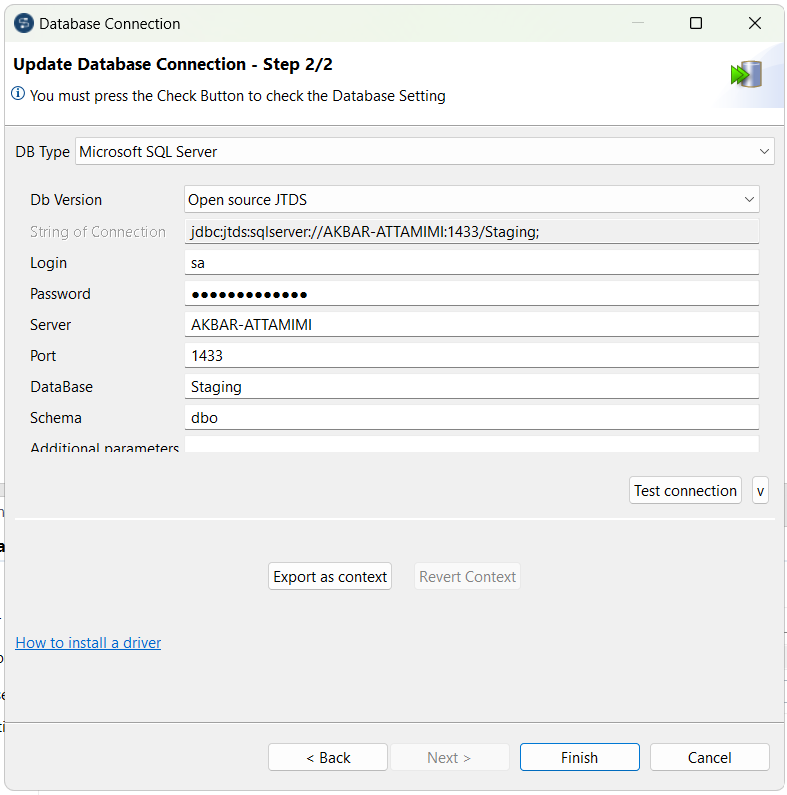 Database Connection
Update Database Connection - Step 2/2
You must press the Check Button to check the Database Setting
DB Type Microsoft SQL Server
Db Version Open source JTDS
String of Connection jdbc:jtds:sqlserver://AKBAR-ATTAMIMI:1433/Staging;
Login sa
Password ●●●●●●●●●●●●●
Server AKBAR-ATTAMIMI
Port 1433
DataBase Staging
Schema dbo
Additional parameters
Test connection v
Export as context Revert Context
How to install a driver
< Back Next > Finish Cancel